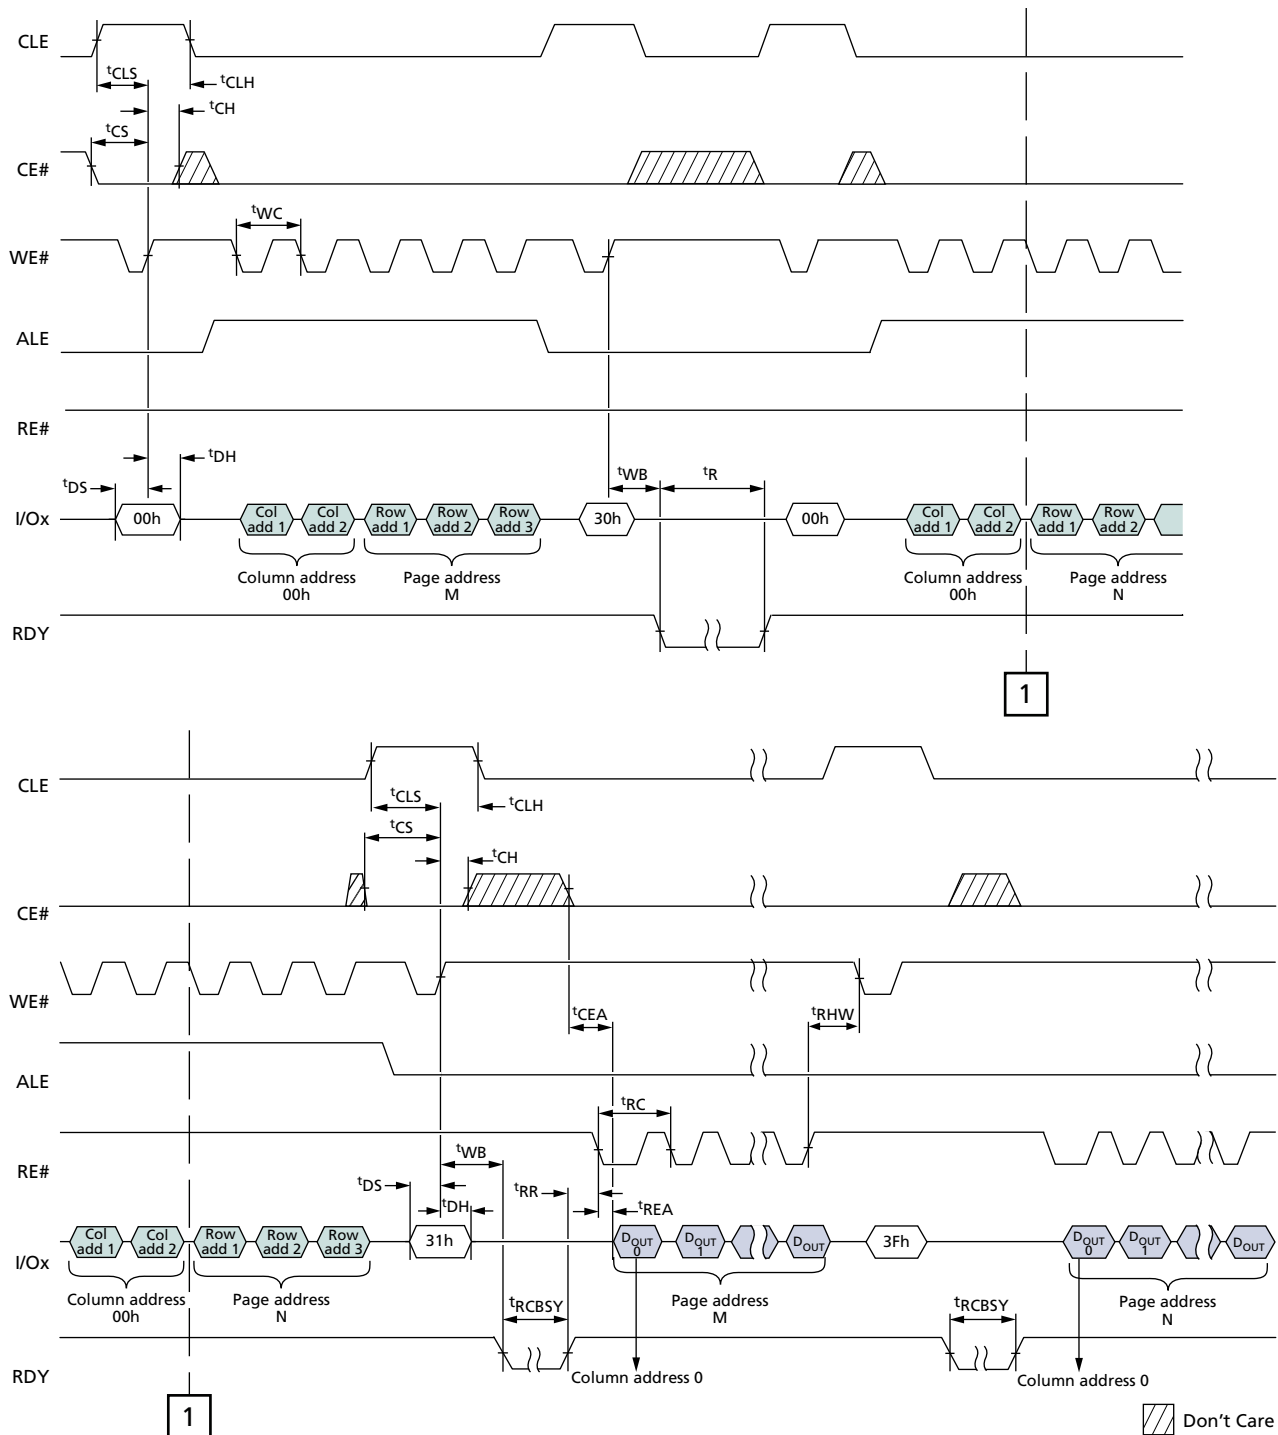 CLE
tCLS
tCLH
tCH
tCS
CE#
tWC
WE#
ALE
RE#
tDH
tDS
tWB
tR
I/Ox
00h
Col add 1
Col add 2
Row add 1
Row add 2
Row add 3
30h
00h
Col add 1
Col add 2
Row add 1
Row add 2
Column address
00h
Page address
M
Column address
00h
Page address
N
RDY
1
CLE
tCLS
tCLH
tCS
tCH
CE#
WE#
tCEA
tRHW
ALE
tRC
RE#
tWB
tDS
tRR
tDH
tREA
I/Ox
Col add 1
Col add 2
Row add 1
Row add 2
Row add 3
31h
DOUT 0
DOUT 1
DOUT
3Fh
DOUT 0
DOUT 1
DOUT
Column address
00h
Page address
N
tRCBSY
Page address
M
tRCBSY
Page address
N
RDY
Column address 0
Column address 0
1
Don't Care